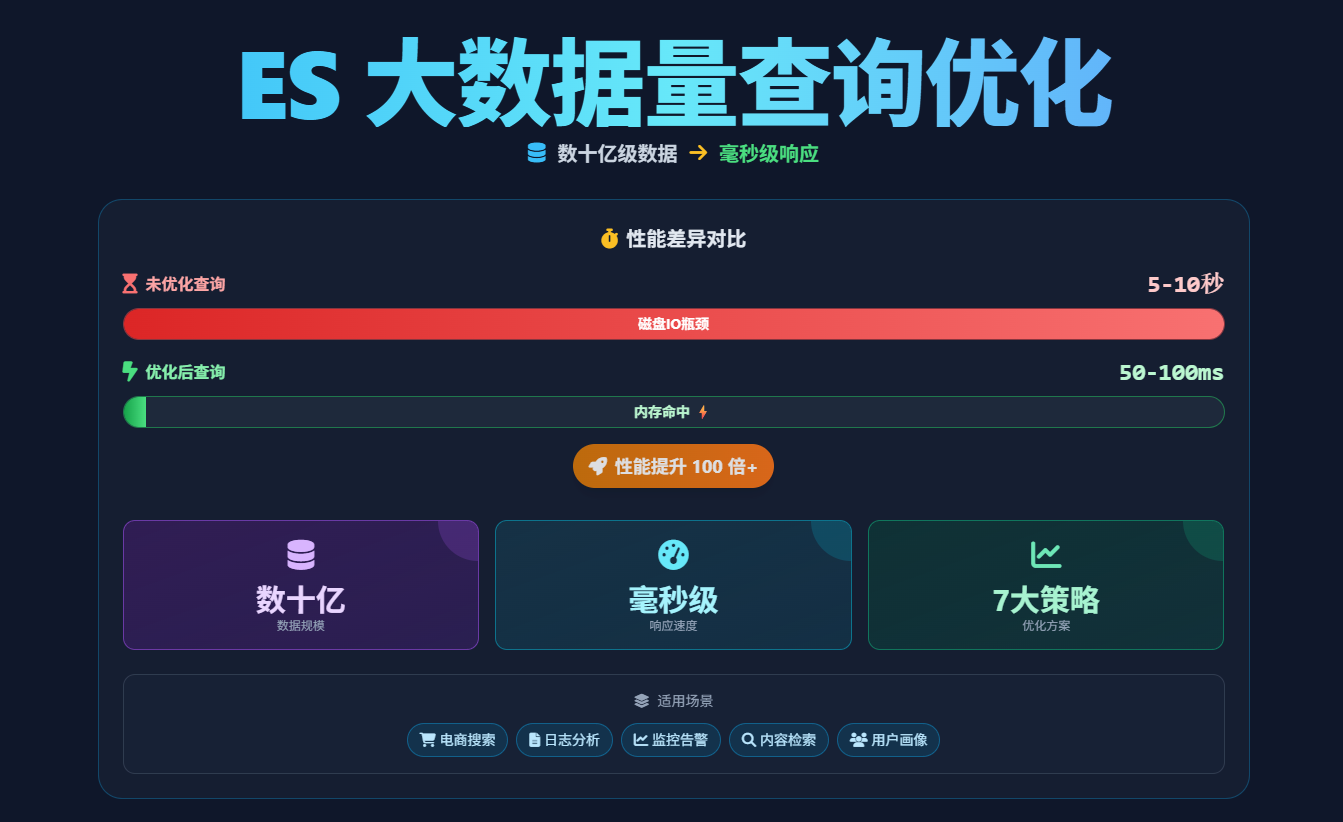 ES 大数据量查询优化
数十亿级数据 → 毫秒级响应
性能差异对比
未优化查询 5-10秒
磁盘IO瓶颈
优化后查询 50-100ms
内存命中
性能提升 100 倍+
数十亿 毫秒级 7大策略
数据规模 响应速度 优化方案
适用场景
电商搜索 日志分析 监控告警 内容检索 用户画像